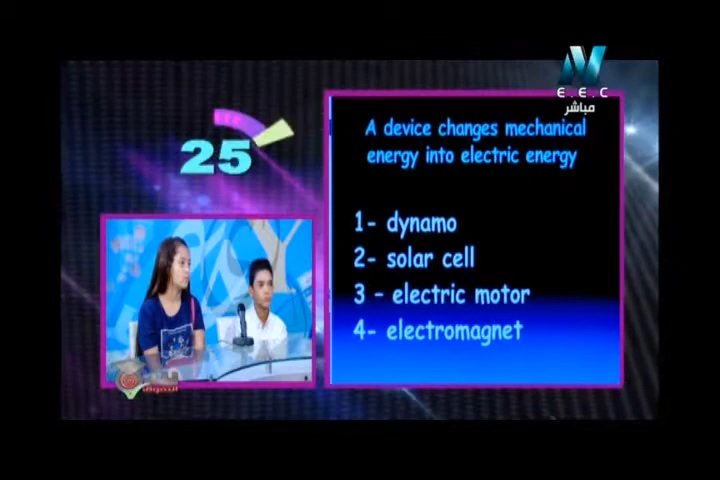 E.E.C
مباشر
25
A device changes mechanical
energy into electric energy
1- dynamo
2- solar cell
3 - electric motor
4- electromagnet